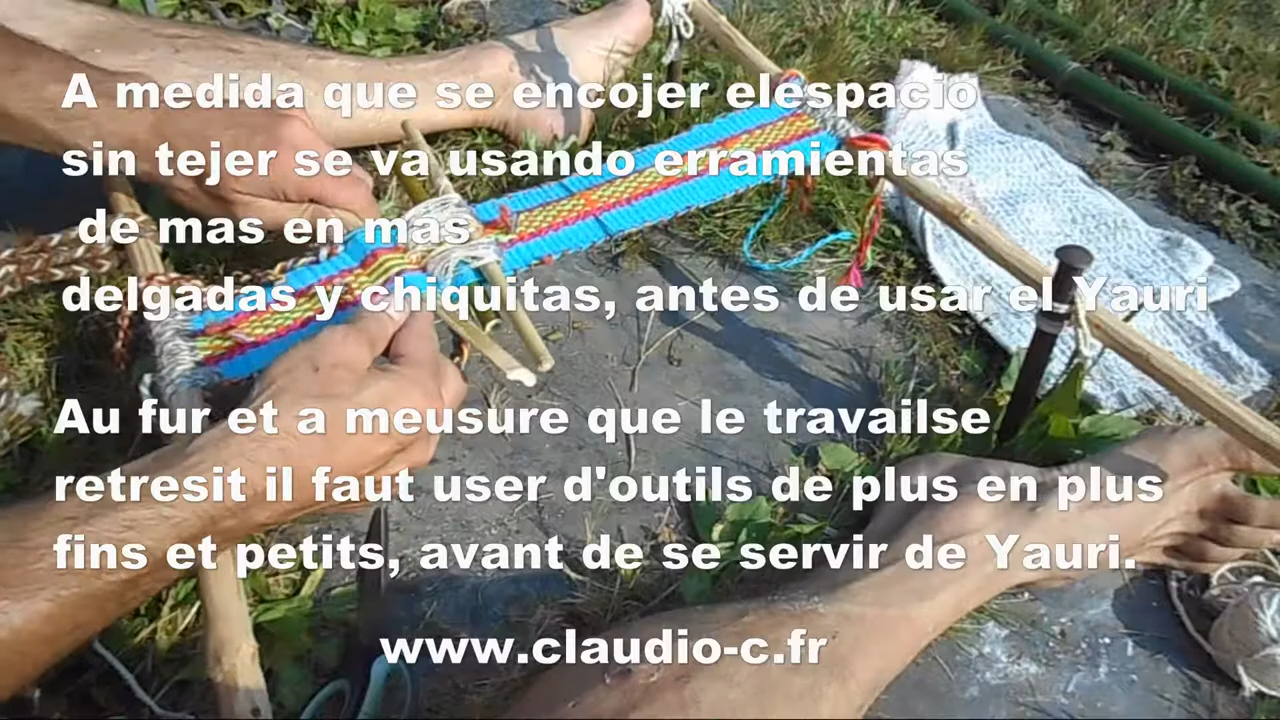 A medida que se encojer elespacio
sin tejer se va usando erramientas
de mas en mas
delgadas y chiquitas, antes de usar el Yauri
Au fur et a meusure que le travailse
retresit il faut user d'outils de plus en plus
fins et petits, avant de se servir de Yauri.
www.claudio-c.fr